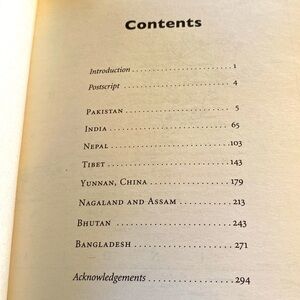 Contents
Introduction ............................ 1
Postscript ............................ 4
Pakistan ............................ 5
India ............................ 65
Nepal ............................ 103
Tibet ............................ 143
Yunnan, China ............................ 179
Nagaland and Assam ............................ 213
Bhutan ............................ 243
Bangladesh ............................ 271
Acknowledgements ............................ 294